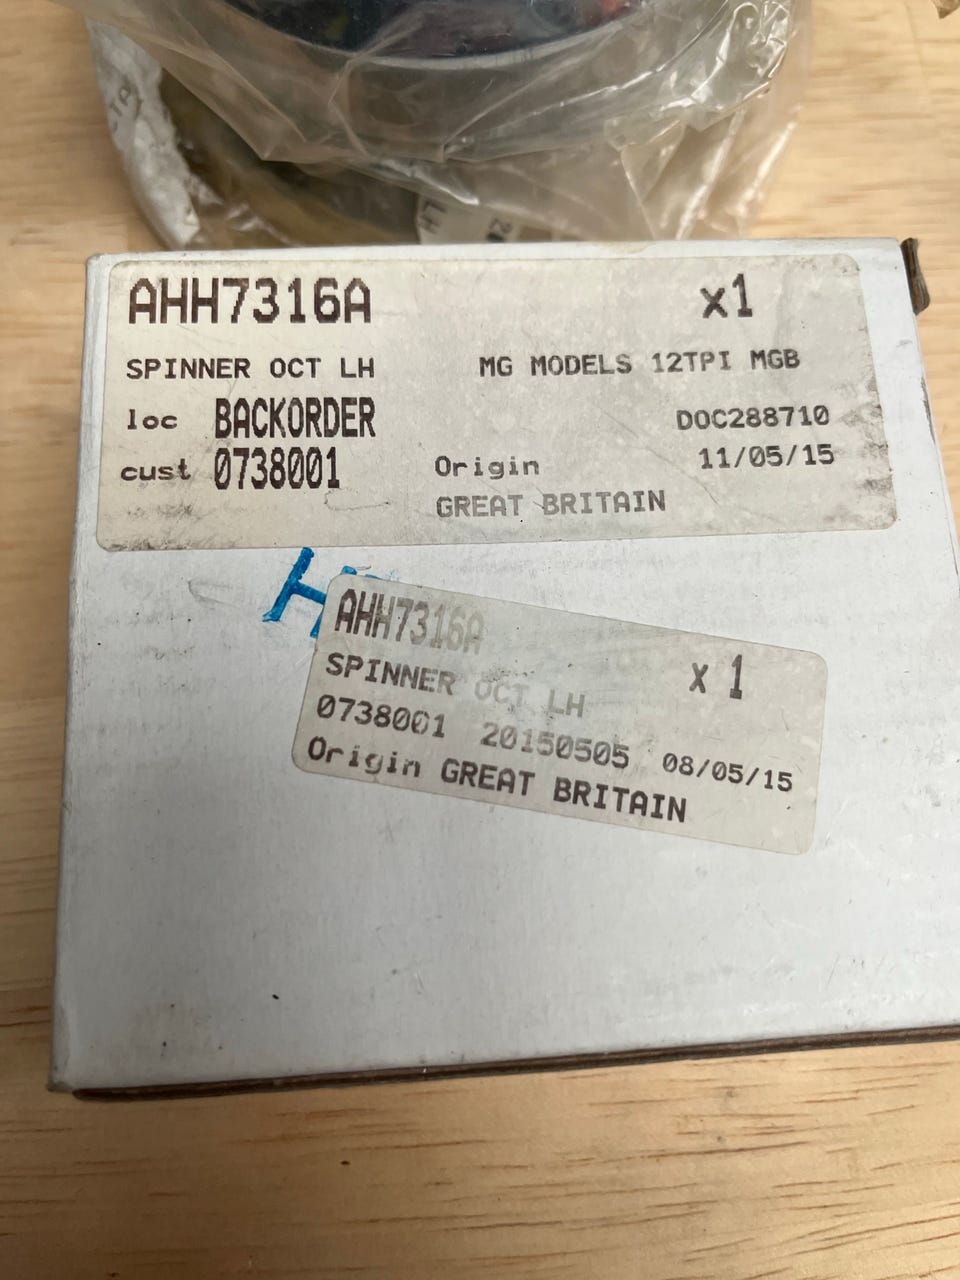 LH
AHH7316A x1
SPINNER OCT LH MG MODELS 12TPI MGB
loc BACKORDER DOC288710
cust 0738001 Origin 11/05/15
GREAT BRITAIN
AHH7316A x 1
SPINNER OCT LH
0738001 20150505 08/05/15
Origin GREAT BRITAIN